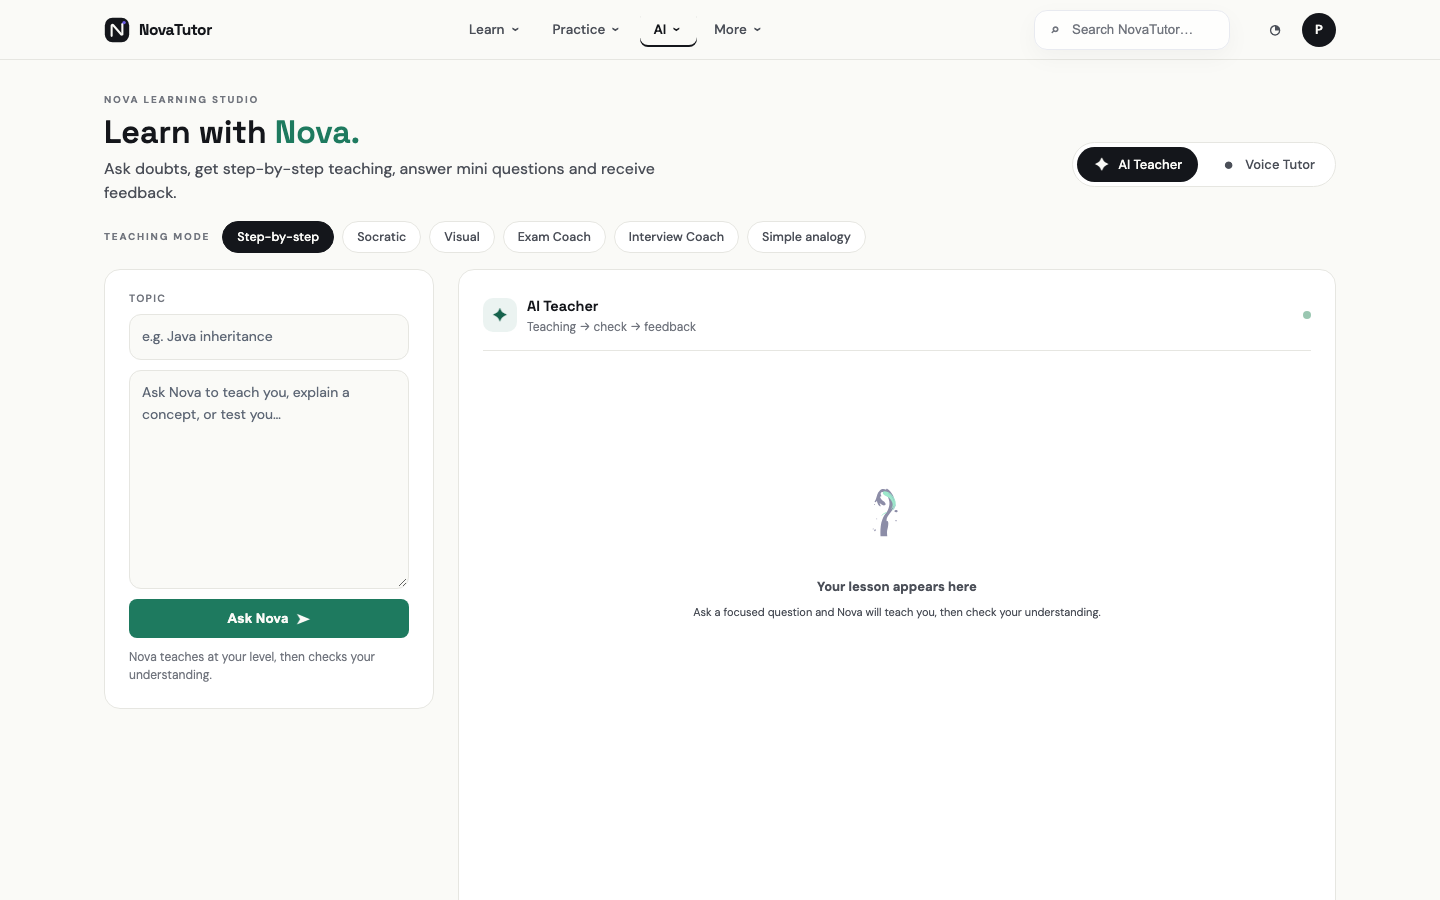 N NovaTutor
Learn
Practice
AI
More
Search NovaTutor...
P
NOVA LEARNING STUDIO
Learn with Nova.
Ask doubts, get step-by-step teaching, answer mini questions and receive
feedback.
AI Teacher
Voice Tutor
TEACHING MODE
Step-by-step
Socratic
Visual
Exam Coach
Interview Coach
Simple analogy
TOPIC
e.g. Java inheritance
Ask Nova to teach you, explain a
concept, or test you...
Ask Nova
Nova teaches at your level, then checks your
understanding.
AI Teacher
Teaching → check → feedback
Your lesson appears here
Ask a focused question and Nova will teach you, then check your understanding.